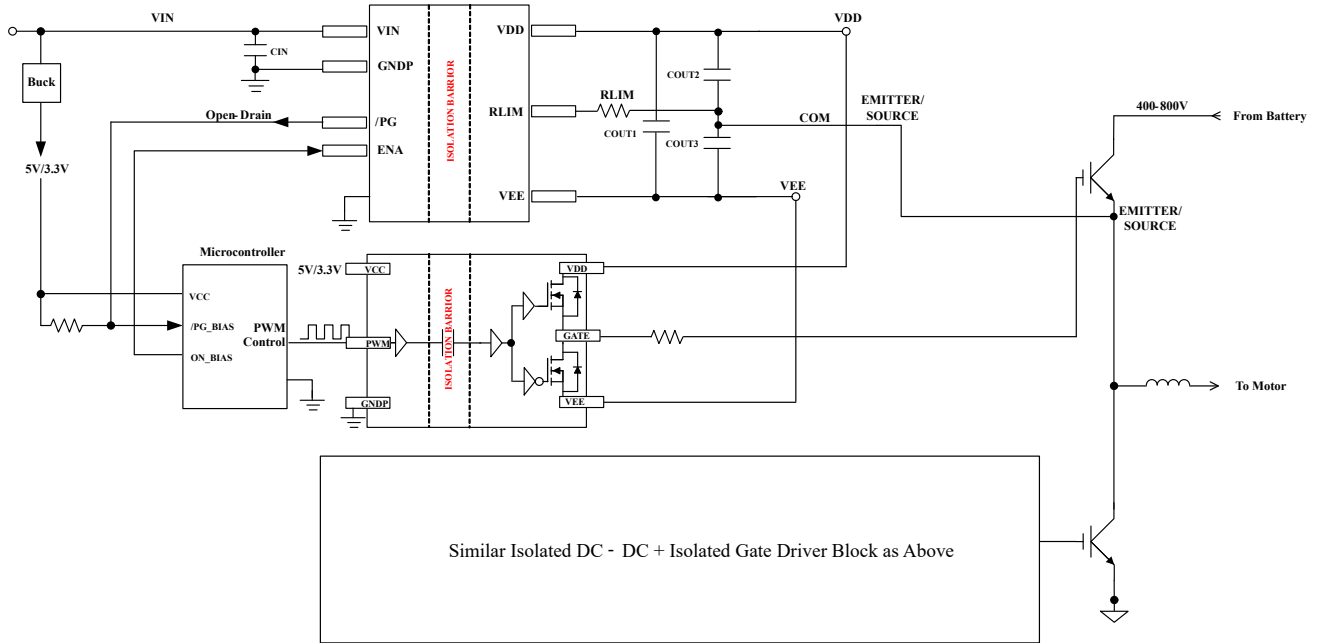 VIN
CIN
Buck
5V/3.3V
Open-Drain
VIN
GNDP
/PG
ENA
ISOLATION BARRIOR
VDD
RLIM
VEE
RLIM
COUT1
COUT2
COUT3
VDD
COM
EMITTER/
SOURCE
VEE
400-800V
From Battery
EMITTER/
SOURCE
Microcontroller
VCC
/PG_BIAS
ON_BIAS
PWM
Control
5V/3.3V
VCC
PWM
GNDP
ISOLATION BARRIOR
VDD
GATE
VEE
To Motor
Similar Isolated DC - DC + Isolated Gate Driver Block as Above